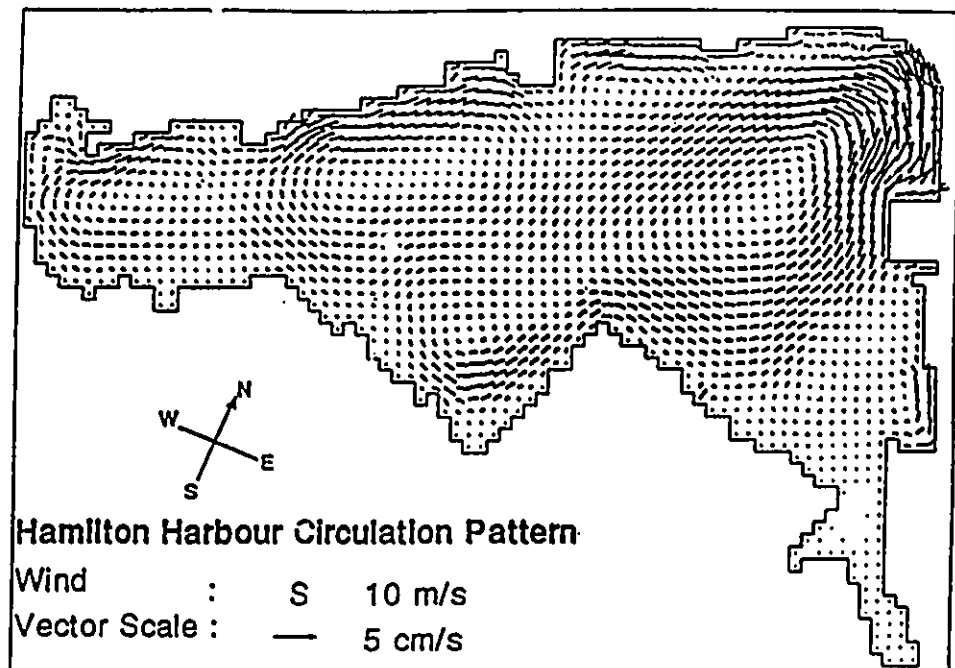 N
W
E
S
Hamilton Harbour Circulation Pattern
Wind : S 10 m/s
Vector Scale : 5 cm/s